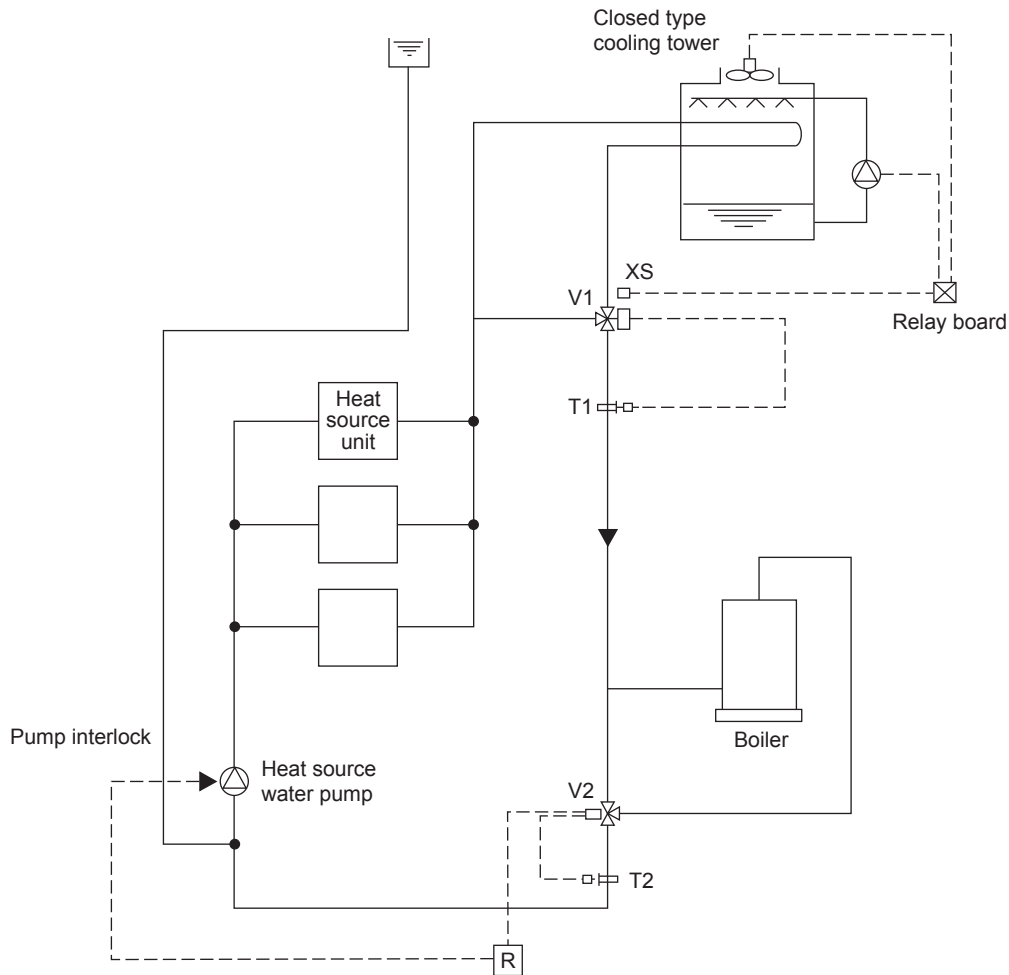 Closed type
cooling tower
XS
V1
Relay board
Heat
source
unit
T1
Pump interlock
Heat source
water pump
Boiler
V2
T2
R